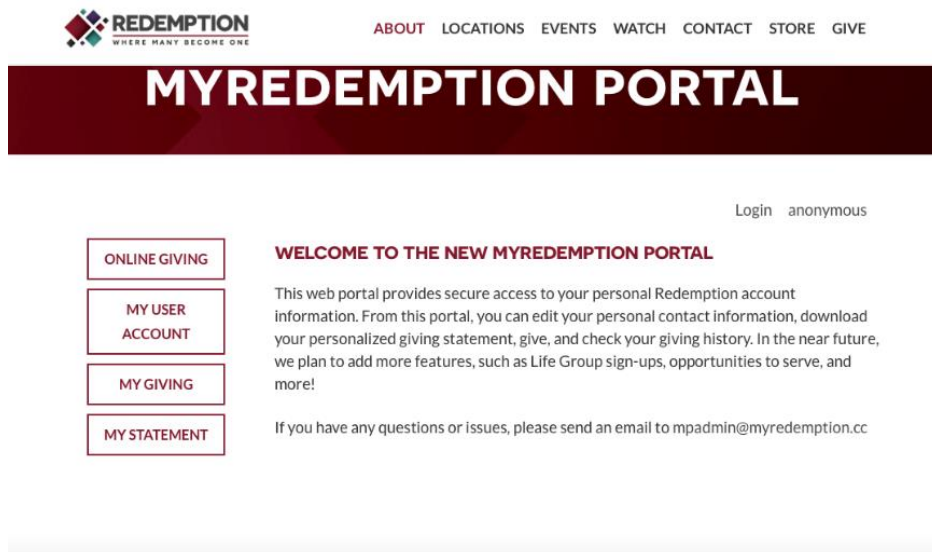 REDEMPTION
WHERE MANY BECOME ONE
ABOUT LOCATIONS EVENTS WATCH CONTACT STORE GIVE
MYREDEMPTION PORTAL
Login anonymous
ONLINE GIVING
MY USER
ACCOUNT
MY GIVING
MY STATEMENT
WELCOME TO THE NEW MYREDEMPTION PORTAL
This web portal provides secure access to your personal Redemption account
information. From this portal, you can edit your personal contact information, download
your personalized giving statement, give, and check your giving history. In the near future,
we plan to add more features, such as Life Group sign-ups, opportunities to serve, and
more!
If you have any questions or issues, please send an email to mpadmin@myredemption.cc